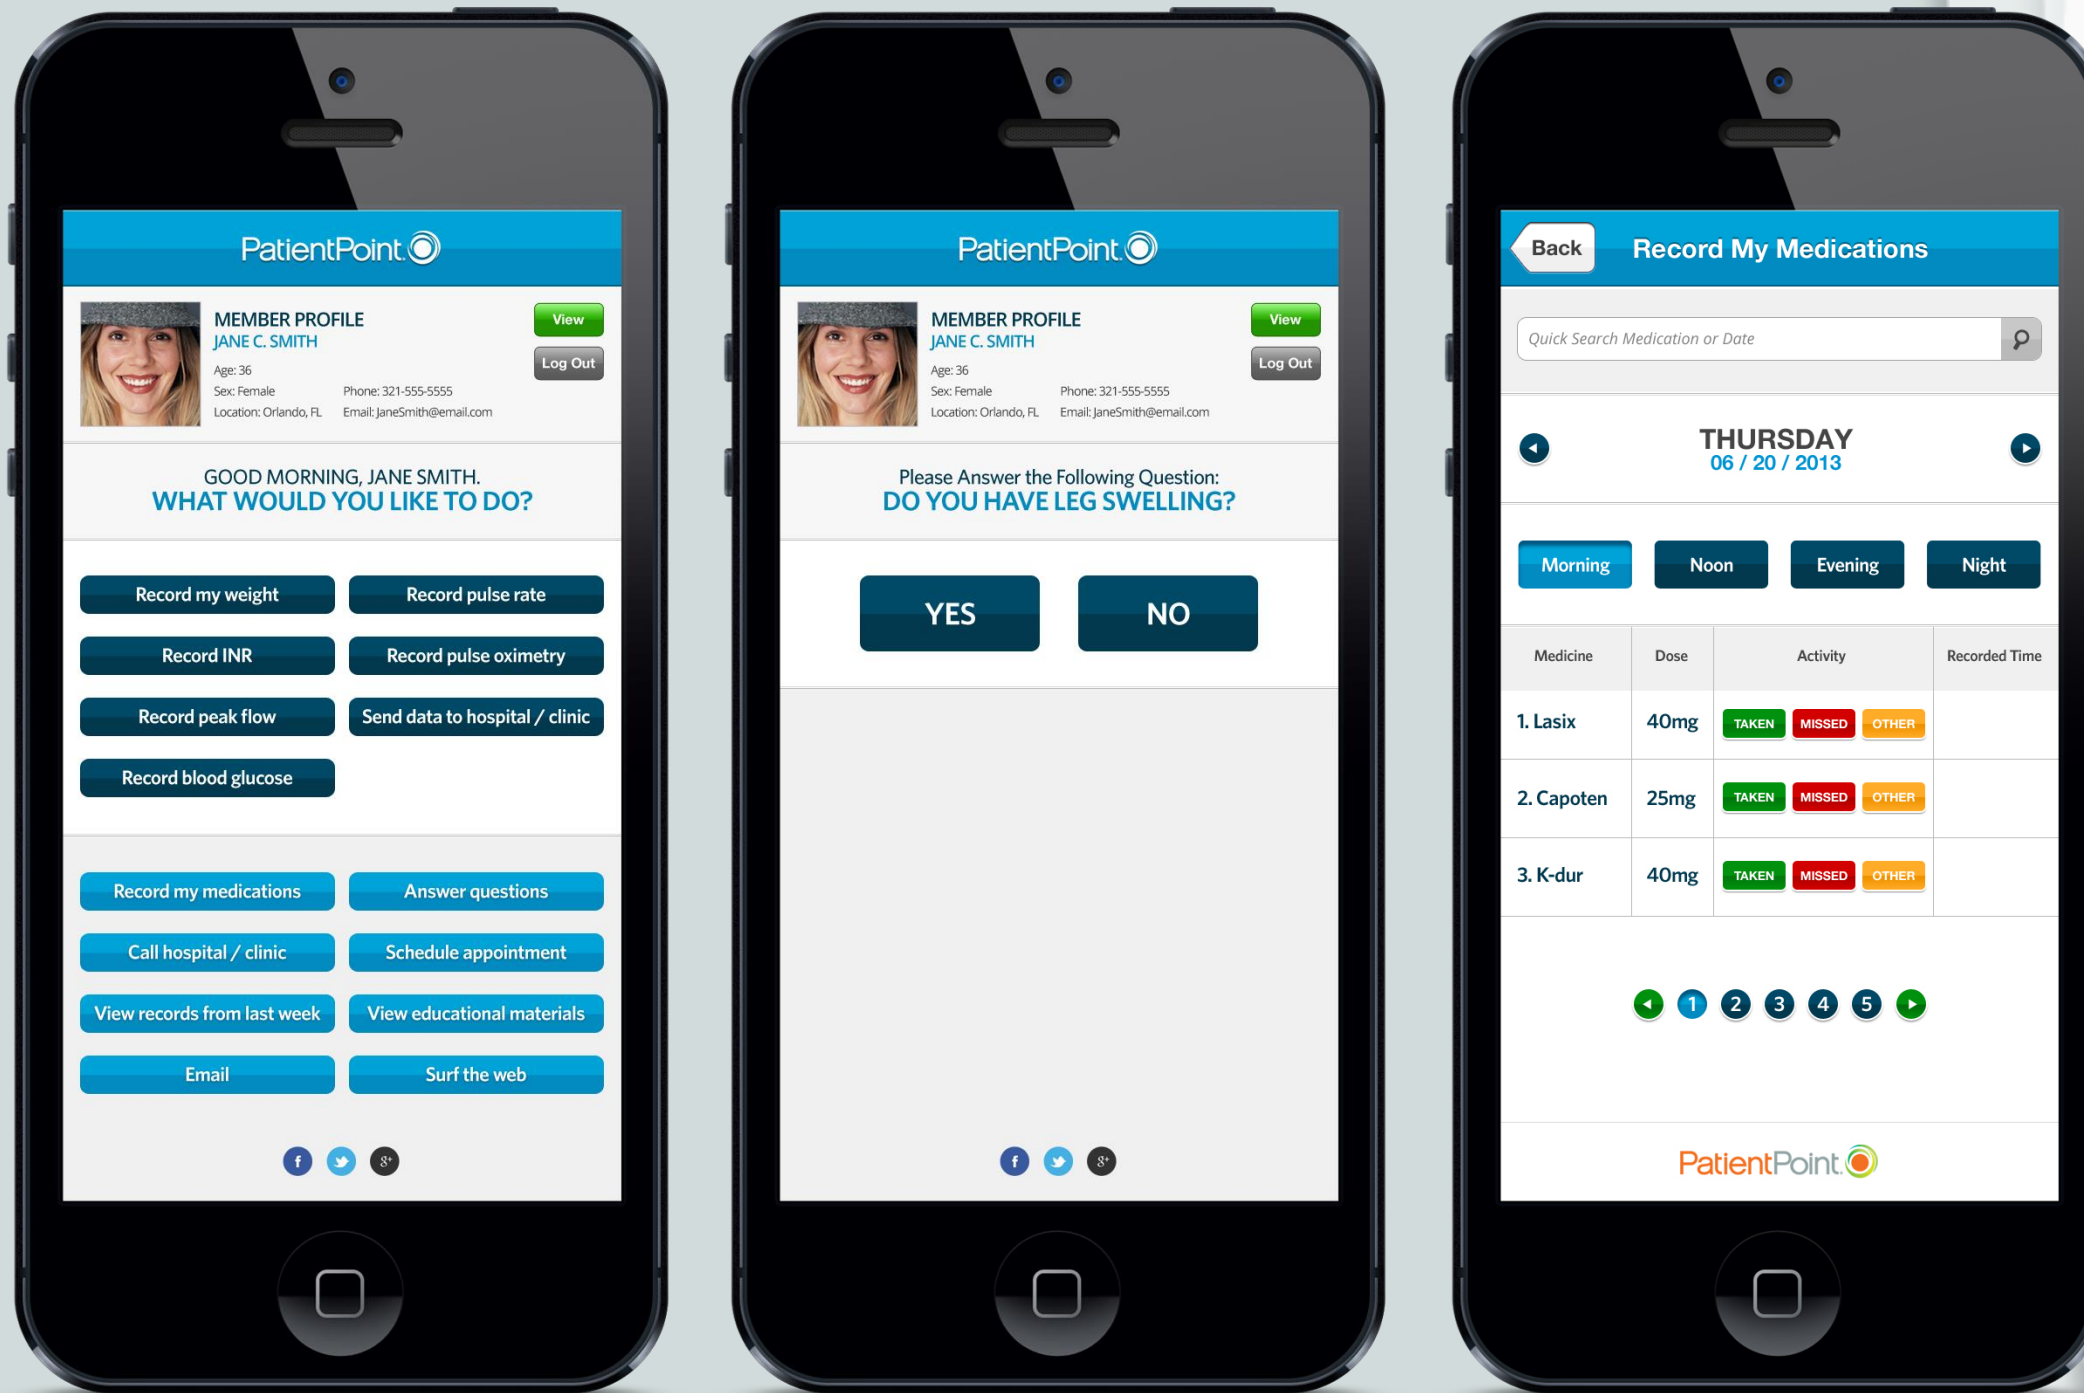 PatientPoint.
MEMBER PROFILE
JANE C. SMITH
Age: 36
Sex: Female Phone: 321-555-5555
Location: Orlando, FL Email: JaneSmith@email.com
View
Log Out
GOOD MORNING, JANE SMITH.
WHAT WOULD YOU LIKE TO DO?
Record my weight Record pulse rate
Record INR Record pulse oximetry
Record peak flow Send data to hospital / clinic
Record blood glucose
Record my medications Answer questions
Call hospital / clinic Schedule appointment
View records from last week View educational materials
Email Surf the web
f g+
PatientPoint.
MEMBER PROFILE
JANE C. SMITH
Age: 36
Sex: Female Phone: 321-555-5555
Location: Orlando, FL Email: JaneSmith@email.com
View
Log Out
Please Answer the Following Question:
DO YOU HAVE LEG SWELLING?
YES NO
f g+
Back Record My Medications
Quick Search Medication or Date
THURSDAY
06 / 20 / 2013
Morning Noon Evening Night
Medicine Dose Activity Recorded Time
1. Lasix 40mg TAKEN MISSED OTHER
2. Capoten 25mg TAKEN MISSED OTHER
3. K-dur 40mg TAKEN MISSED OTHER
1 2 3 4 5
PatientPoint.